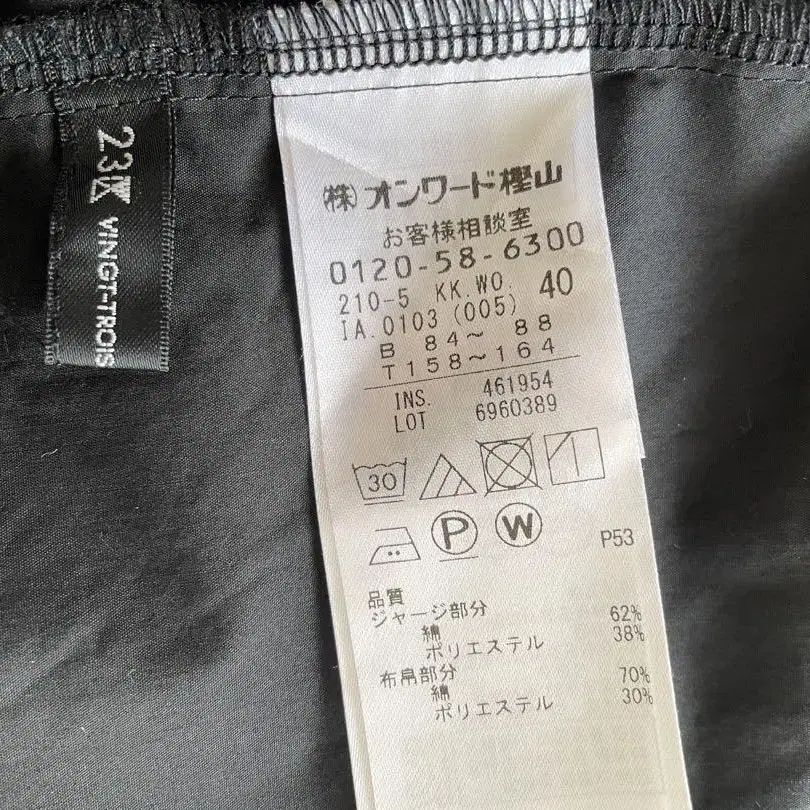 23区 VINGT-TROIS
㈱オンワード樫山
お客様相談室
0120-58-6300
210-5 KK.WO. 40
IA.0103 (005)
B 84～ 88
T158～164
INS. 461954
LOT 6960389
30
P W P53
品質
ジャージ部分
綿 62%
ポリエステル 38%
布帛部分
綿 70%
ポリエステル 30%